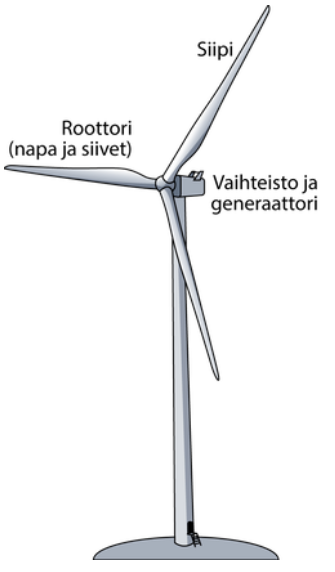 Siipi
Roottori
(napa ja siivet)
Vaihteisto ja
generaattori